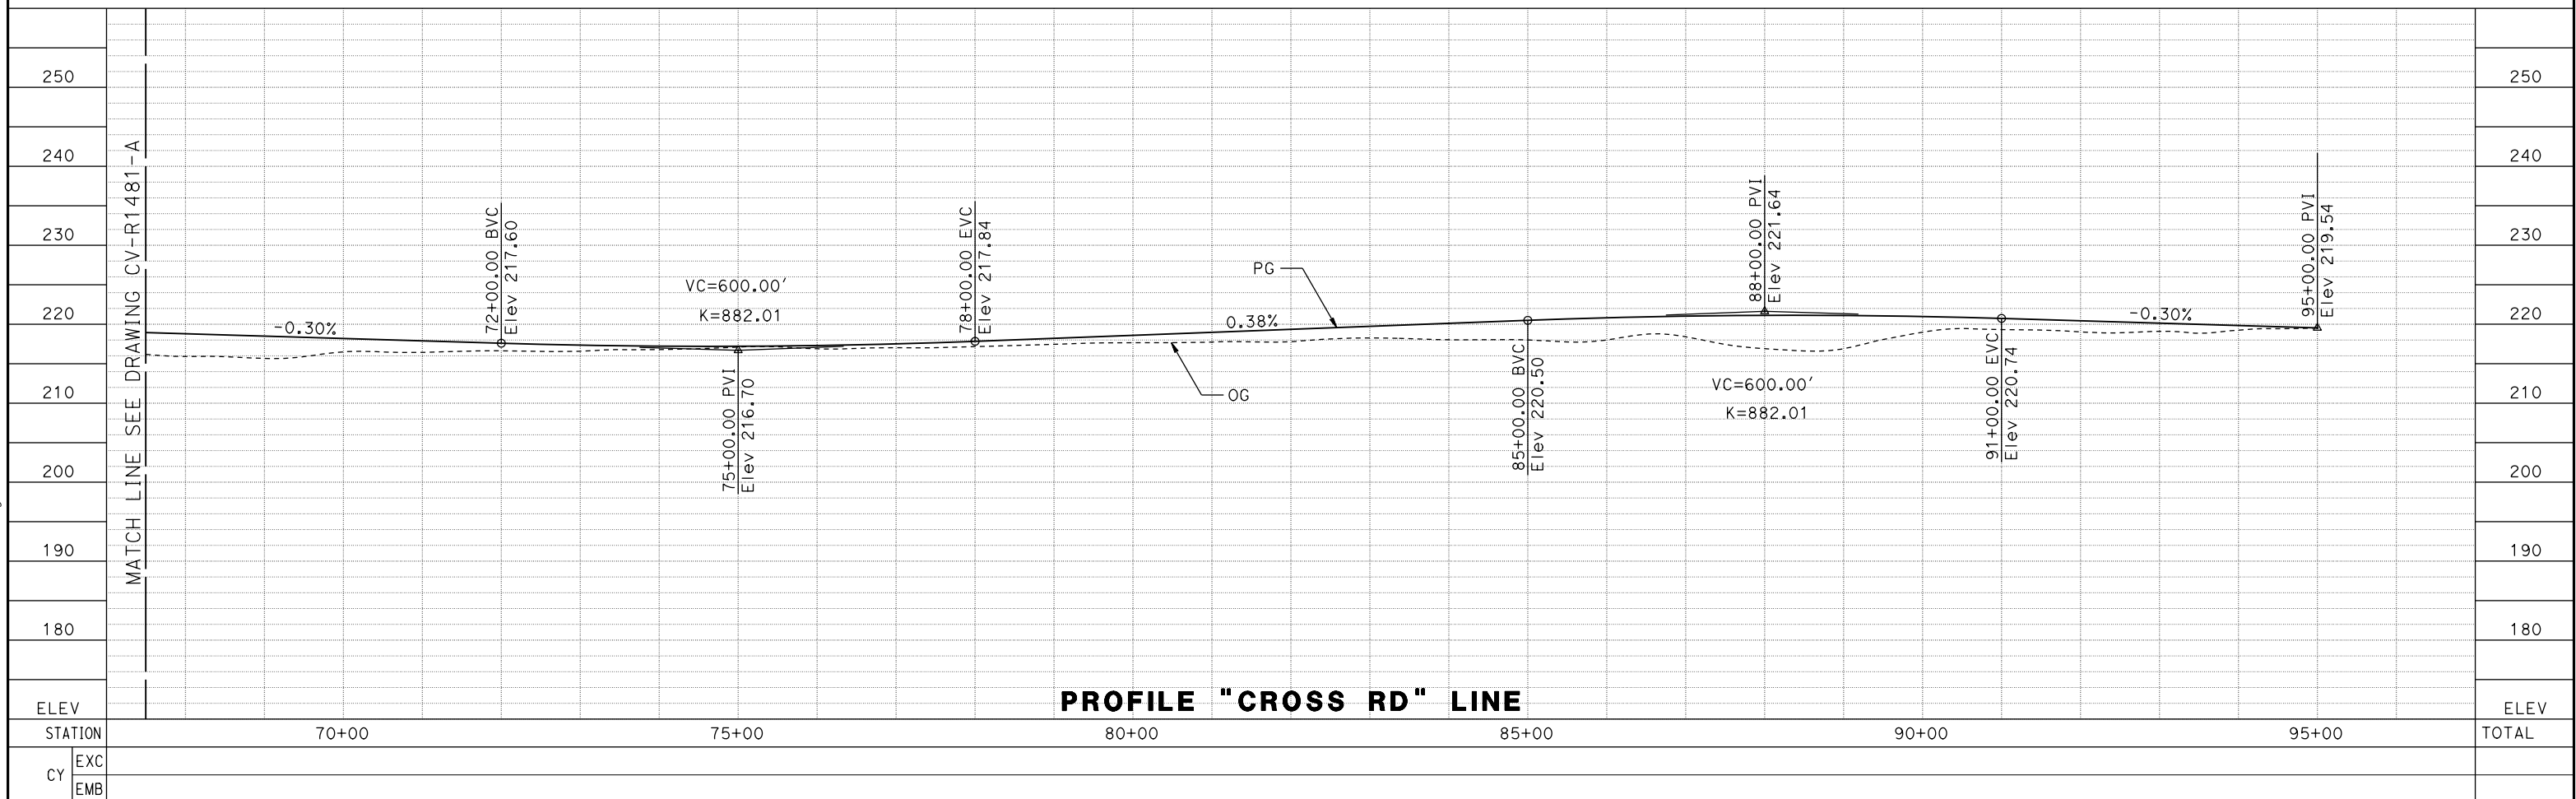 250
240
230
220
210
200
190
180
ELEV
MATCH LINE SEE DRAWING CV-R1481-A
-0.30%
72+00.00 BVC
Elev 217.60
VC=600.00'
K=882.01
75+00.00 PVI
Elev 216.70
78+00.00 EVC
Elev 217.84
PG
0.38%
OG
85+00.00 BVC
Elev 220.50
88+00.00 PVI
Elev 221.64
VC=600.00'
K=882.01
91+00.00 EVC
Elev 220.74
-0.30%
95+00.00 PVI
Elev 219.54
250
240
230
220
210
200
190
180
ELEV
PROFILE "CROSS RD" LINE
STATION 70+00 75+00 80+00 85+00 90+00 95+00 TOTAL
CY
EXC
EMB